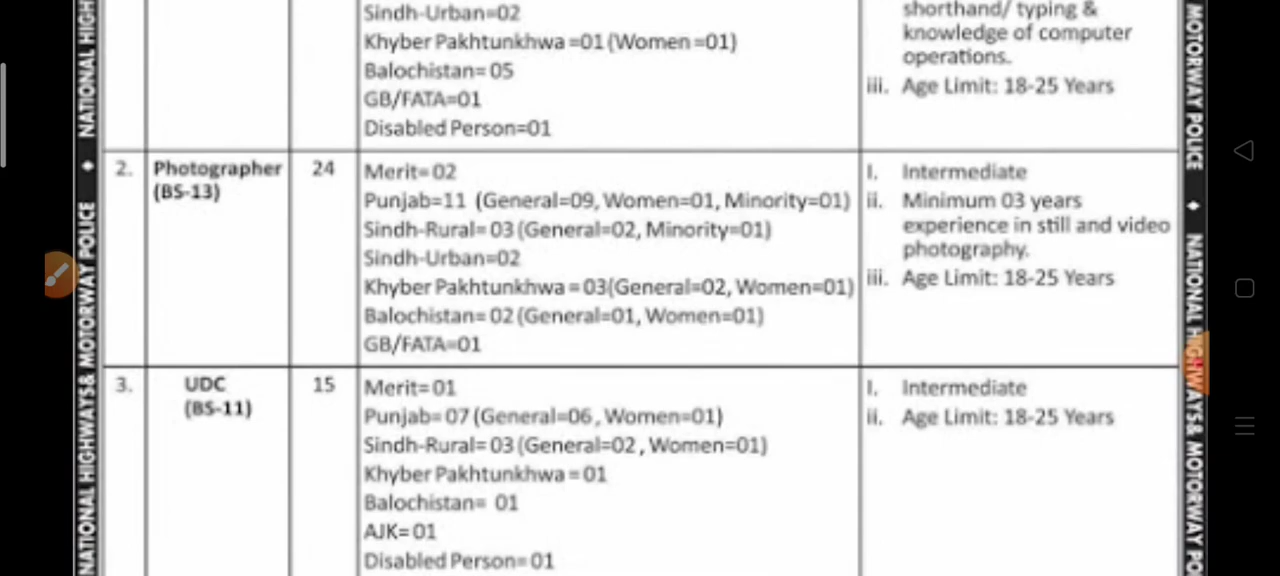 Sindh-Urban=02
Khyber Pakhtunkhwa =01 (Women =01)
Balochistan= 05
GB/FATA=01
Disabled Person=01
shorthand/ typing &
knowledge of computer
operations.
iii. Age Limit: 18-25 Years
2. Photographer
(BS-13)
24
Merit= 02
Punjab=11 (General=09, Women=01, Minority=01)
Sindh-Rural= 03 (General=02, Minority=01)
Sindh-Urban=02
Khyber Pakhtunkhwa = 03(General=02, Women=01)
Balochistan= 02 (General=01, Women=01)
GB/FATA=01
I. Intermediate
ii. Minimum 03 years
experience in still and video
photography.
iii. Age Limit: 18-25 Years
3. UDC
(BS-11)
15
Merit= 01
Punjab= 07 (General=06, Women=01)
Sindh-Rural= 03 (General=02, Women=01)
Khyber Pakhtunkhwa = 01
Balochistan= 01
AJK= 01
Disabled Person= 01
I. Intermediate
ii. Age Limit: 18-25 Years
NATIONAL HIGHWAYS& MOTORWAY POLICE ♦ NATIONAL HIGH
MOTORWAY POLICE ♦ NATIONAL HIGHWAYS& MOTORWAY PO